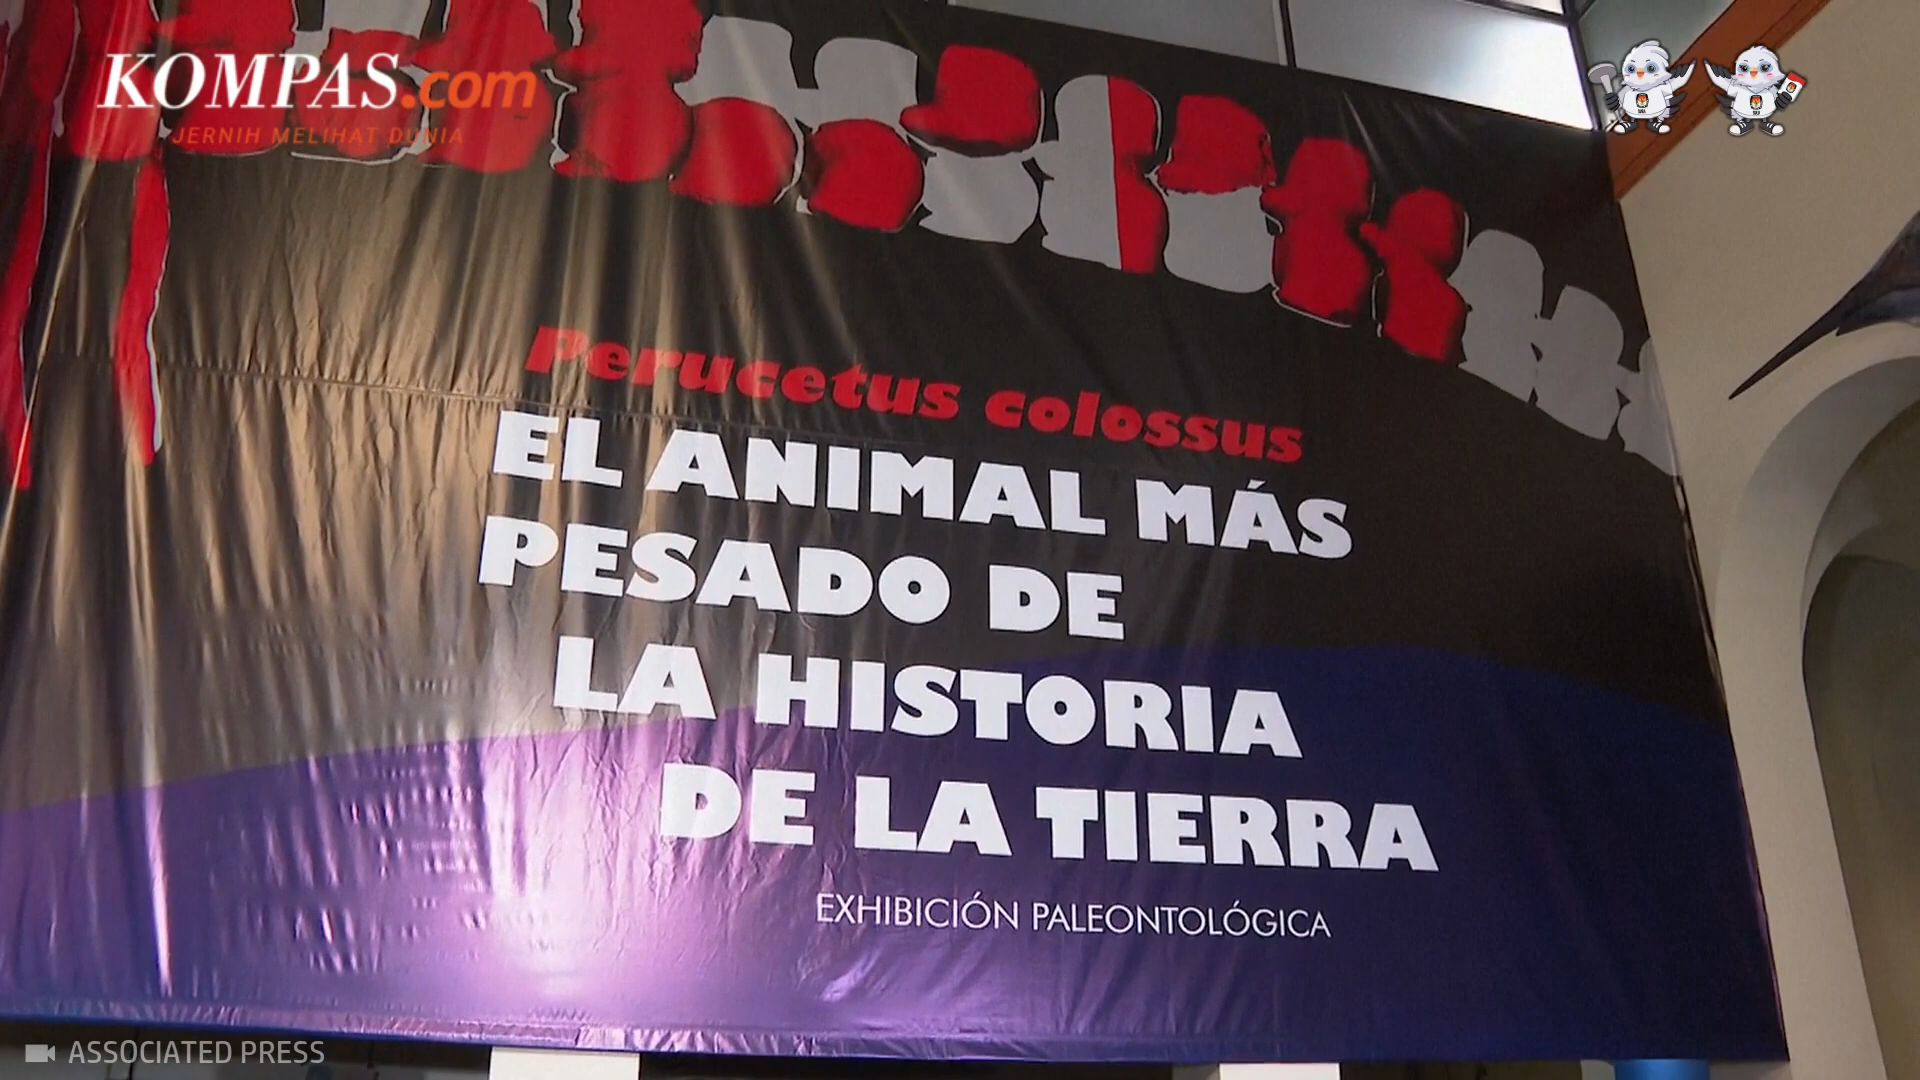 KOMPAS.com
JERNIH MELIHAT DUNIA
Perucetus colossus
EL ANIMAL MÁS
PESADO DE
LA HISTORIA
DE LA TIERRA
EXHIBICIÓN PALEONTOLÓGICA
ASSOCIATED PRESS